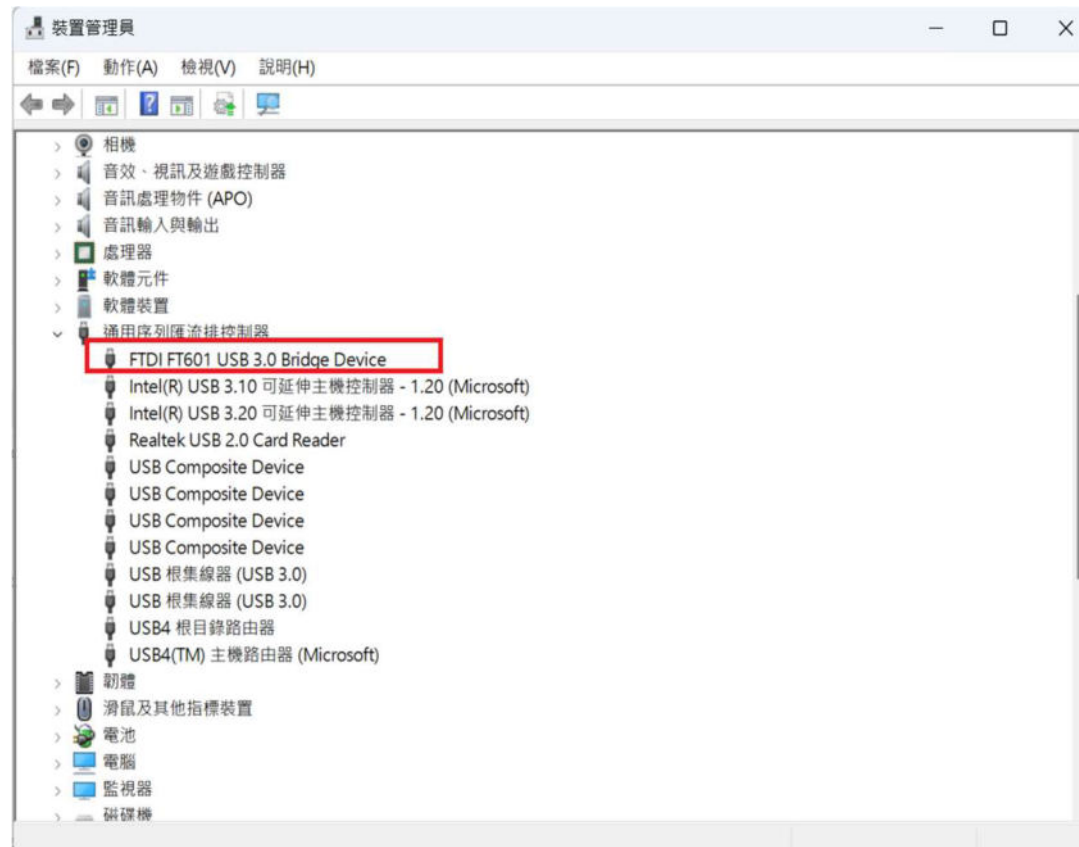 裝置管理員
檔案(F) 動作(A) 檢視(V) 說明(H)
相機
音效、視訊及遊戲控制器
音訊處理物件 (APO)
音訊輸入與輸出
處理器
軟體元件
軟體裝置
通用序列匯流排控制器
FTDI FT601 USB 3.0 Bridge Device
Intel(R) USB 3.10 可延伸主機控制器 - 1.20 (Microsoft)
Intel(R) USB 3.20 可延伸主機控制器 - 1.20 (Microsoft)
Realtek USB 2.0 Card Reader
USB Composite Device
USB Composite Device
USB Composite Device
USB Composite Device
USB 根集線器 (USB 3.0)
USB 根集線器 (USB 3.0)
USB4 根目錄路由器
USB4(TM) 主機路由器 (Microsoft)
韌體
滑鼠及其他指標裝置
電池
電腦
監視器
磁碟機